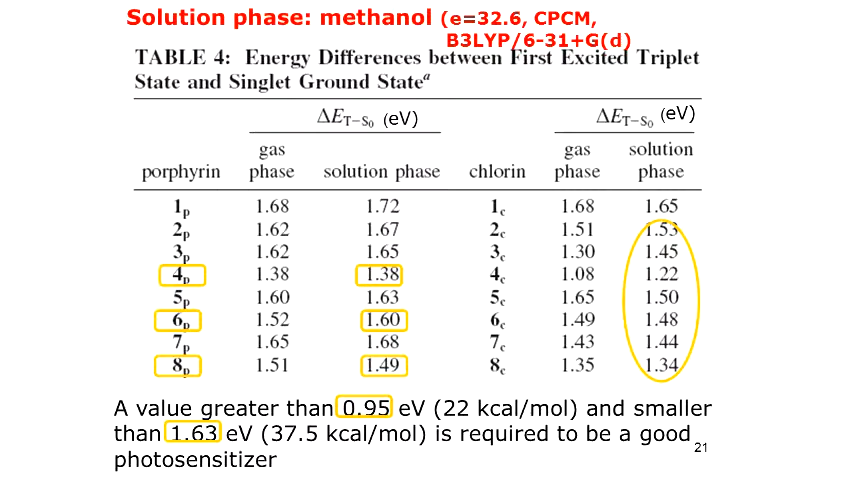 Solution phase: methanol (e=32.6, CPCM,
B3LYP/6-31+G(d)
TABLE 4: Energy Differences between First Excited Triplet
State and Singlet Ground Stateᵃ
ΔE_T−S₀ (eV) ΔE_T−S₀ (eV)
gas solution
gas
porphyrin phase solution phase chlorin phase phase
1p 1.68 1.72 1c 1.68 1.65
2p 1.62 1.67 2c 1.51 1.53
3p 1.62 1.65 3c 1.30 1.45
4p 1.38 1.38 4c 1.08 1.22
5p 1.60 1.63 5c 1.65 1.50
6p 1.52 1.60 6c 1.49 1.48
7p 1.65 1.68 7c 1.43 1.44
8p 1.51 1.49 8c 1.35 1.34
A value greater than 0.95 eV (22 kcal/mol) and smaller
than 1.63 eV (37.5 kcal/mol) is required to be a good
photosensitizer
21